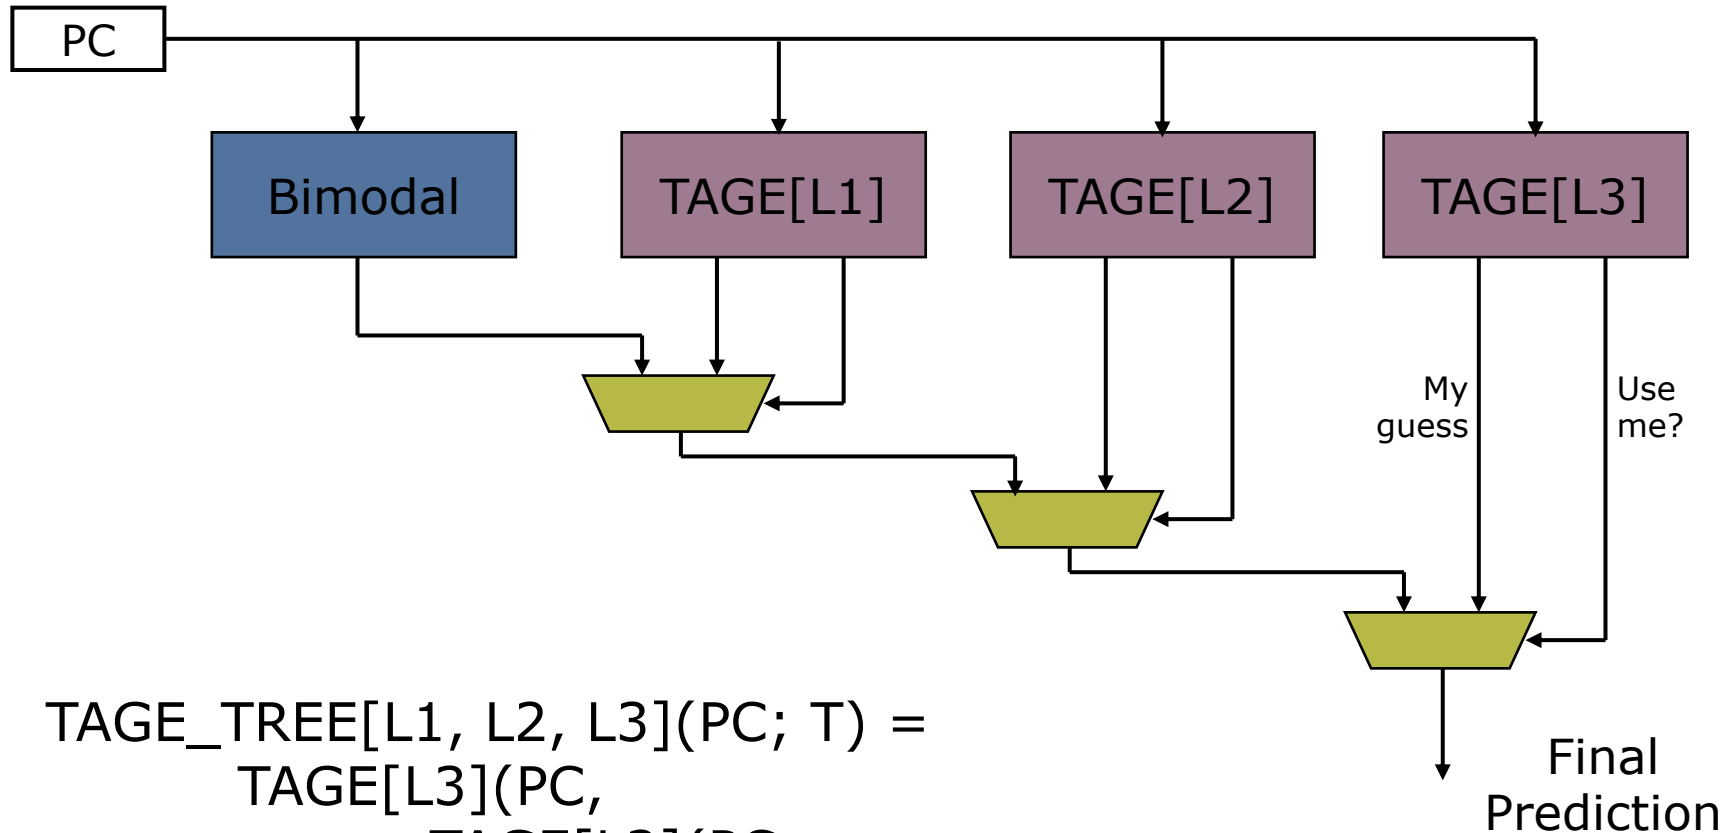 PC
Bimodal
TAGE[L1]
TAGE[L2]
TAGE[L3]
My
guess
Use
me?
TAGE_TREE[L1, L2, L3](PC; T) =
TAGE[L3](PC,
Final
Prediction